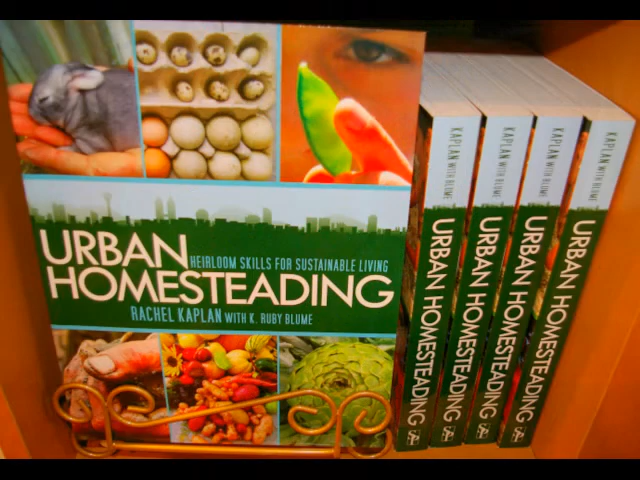 URBAN
HEIRLOOM SKILLS FOR SUSTAINABLE LIVING
HOMESTEADING
RACHEL KAPLAN WITH K. RUBY BLUME
KAPLAN WITH BLUME
URBAN HOMESTEADING
KAPLAN WITH BLUME
URBAN HOMESTEADING
KAPLAN WITH BLUME
URBAN HOMESTEADING
KAPLAN WITH BLUME
URBAN HOMESTEADING